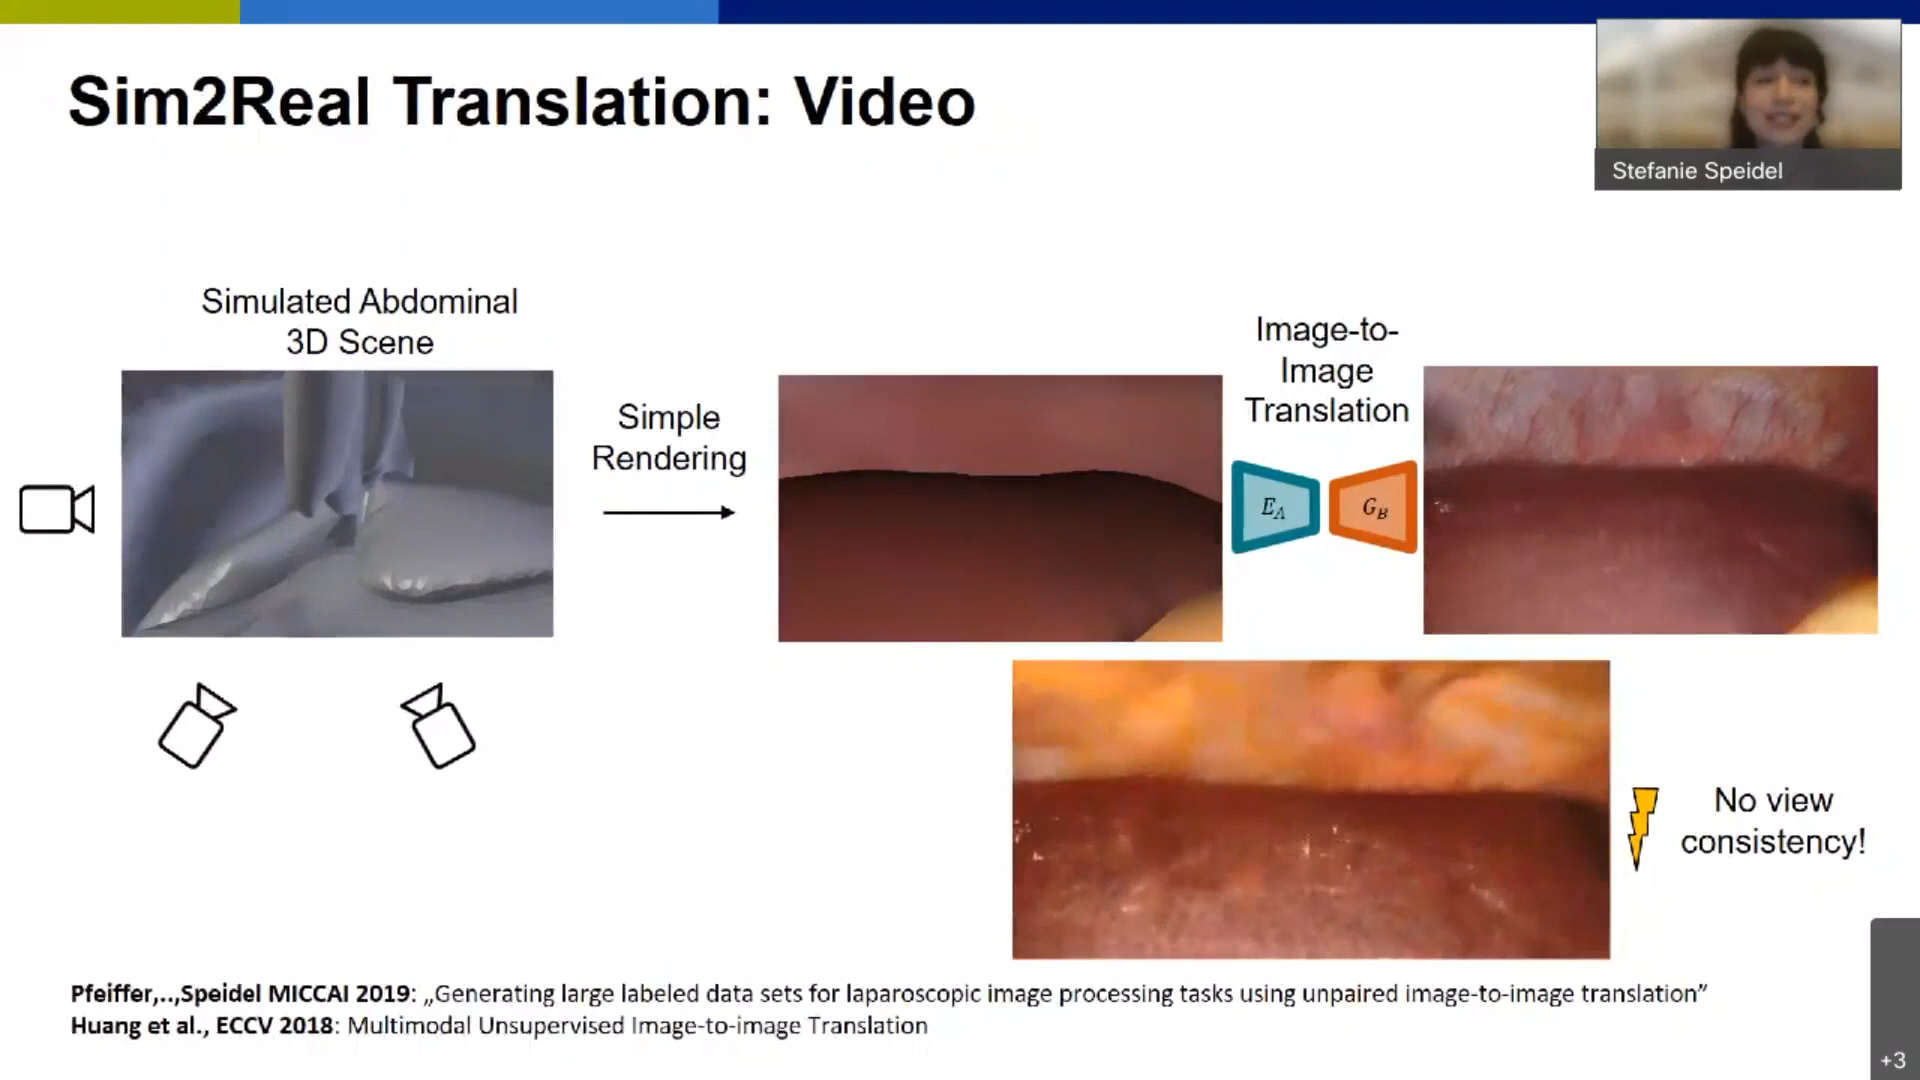 Sim2Real Translation: Video
Stefanie Speidel
Simulated Abdominal
3D Scene
Simple
Rendering
Image-to-
Image
Translation
E_A
G_B
No view
consistency!
Pfeiffer,..,Speidel MICCAI 2019: „Generating large labeled data sets for laparoscopic image processing tasks using unpaired image-to-image translation”
Huang et al., ECCV 2018: Multimodal Unsupervised Image-to-image Translation
+3